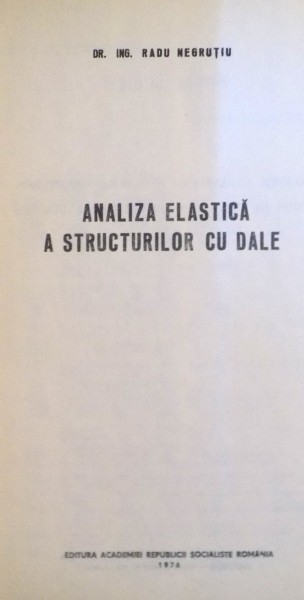 DR. ING. RADU NEGRUȚIU
ANALIZA ELASTICĂ
A STRUCTURILOR CU DALE
EDITURA ACADEMIEI REPUBLICII SOCIALISTE ROMÂNIA
1976